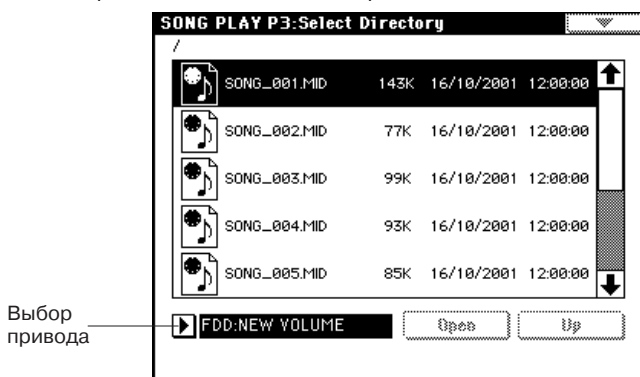 SONG PLAY P3:Select Directory
/
SONG_001.MID 143K 16/10/2001 12:00:00
SONG_002.MID 77K 16/10/2001 12:00:00
SONG_003.MID 99K 16/10/2001 12:00:00
SONG_004.MID 93K 16/10/2001 12:00:00
SONG_005.MID 85K 16/10/2001 12:00:00
Выбор
привода
FDD:NEW VOLUME Open Up